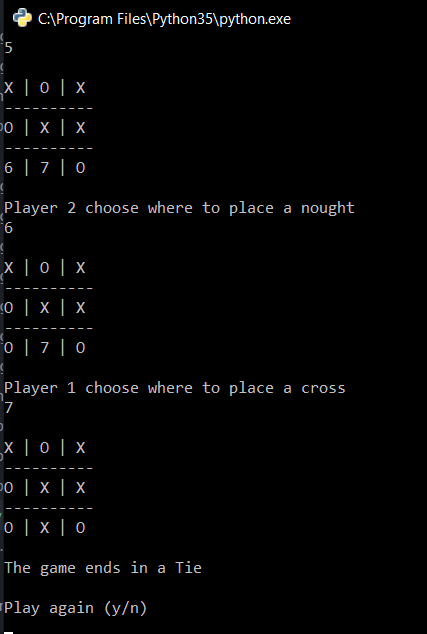 C:\Program Files\Python35\python.exe
5
X | O | X
----------
O | X | X
----------
6 | 7 | O
Player 2 choose where to place a nought
6
X | O | X
----------
O | X | X
----------
O | 7 | O
Player 1 choose where to place a cross
7
X | O | X
----------
O | X | X
----------
O | X | O
The game ends in a Tie
Play again (y/n)